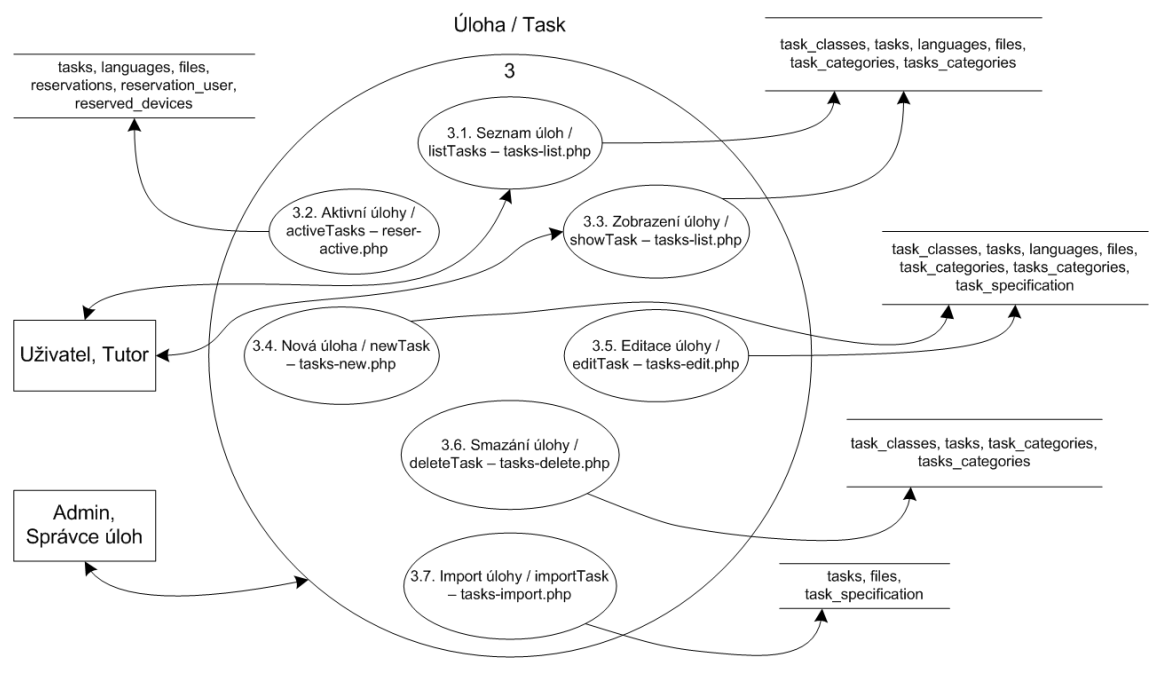 Úloha / Task
3
tasks, languages, files,
reservations, reservation_user,
reserved_devices
task_classes, tasks, languages, files,
task_categories, tasks_categories
3.1. Seznam úloh /
listTasks – tasks-list.php
3.2. Aktivní úlohy /
activeTasks – reser-
active.php
3.3. Zobrazení úlohy /
showTask – tasks-list.php
task_classes, tasks, languages, files,
task_categories, tasks_categories,
task_specification
Uživatel, Tutor
3.4. Nová úloha / newTask
– tasks-new.php
3.5. Editace úlohy /
editTask – tasks-edit.php
3.6. Smazání úlohy /
deleteTask – tasks-delete.php
task_classes, tasks, task_categories,
tasks_categories
Admin,
Správce úloh
3.7. Import úlohy / importTask
– tasks-import.php
tasks, files,
task_specification